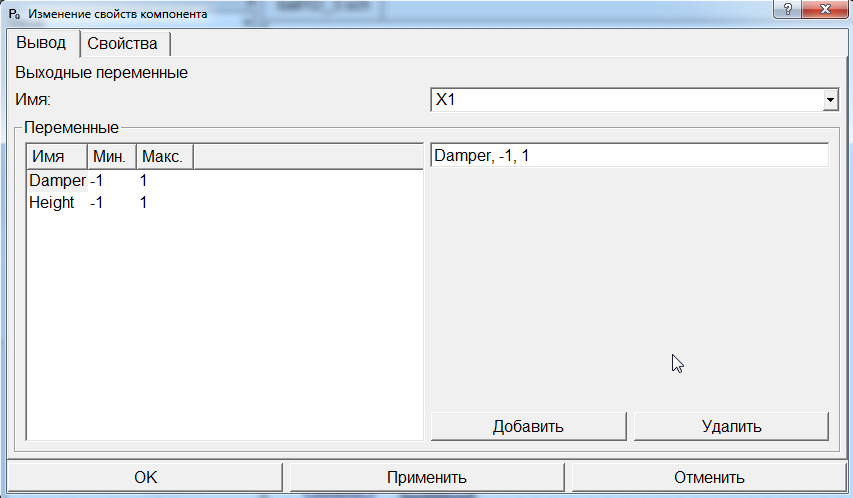 Изменение свойств компонента
Вывод Свойства
Выходные переменные
Имя: X1
Переменные
Имя Мин. Макс.
Damper, -1, 1
Damper -1 1
Height -1 1
Добавить Удалить
OK Применить Отменить